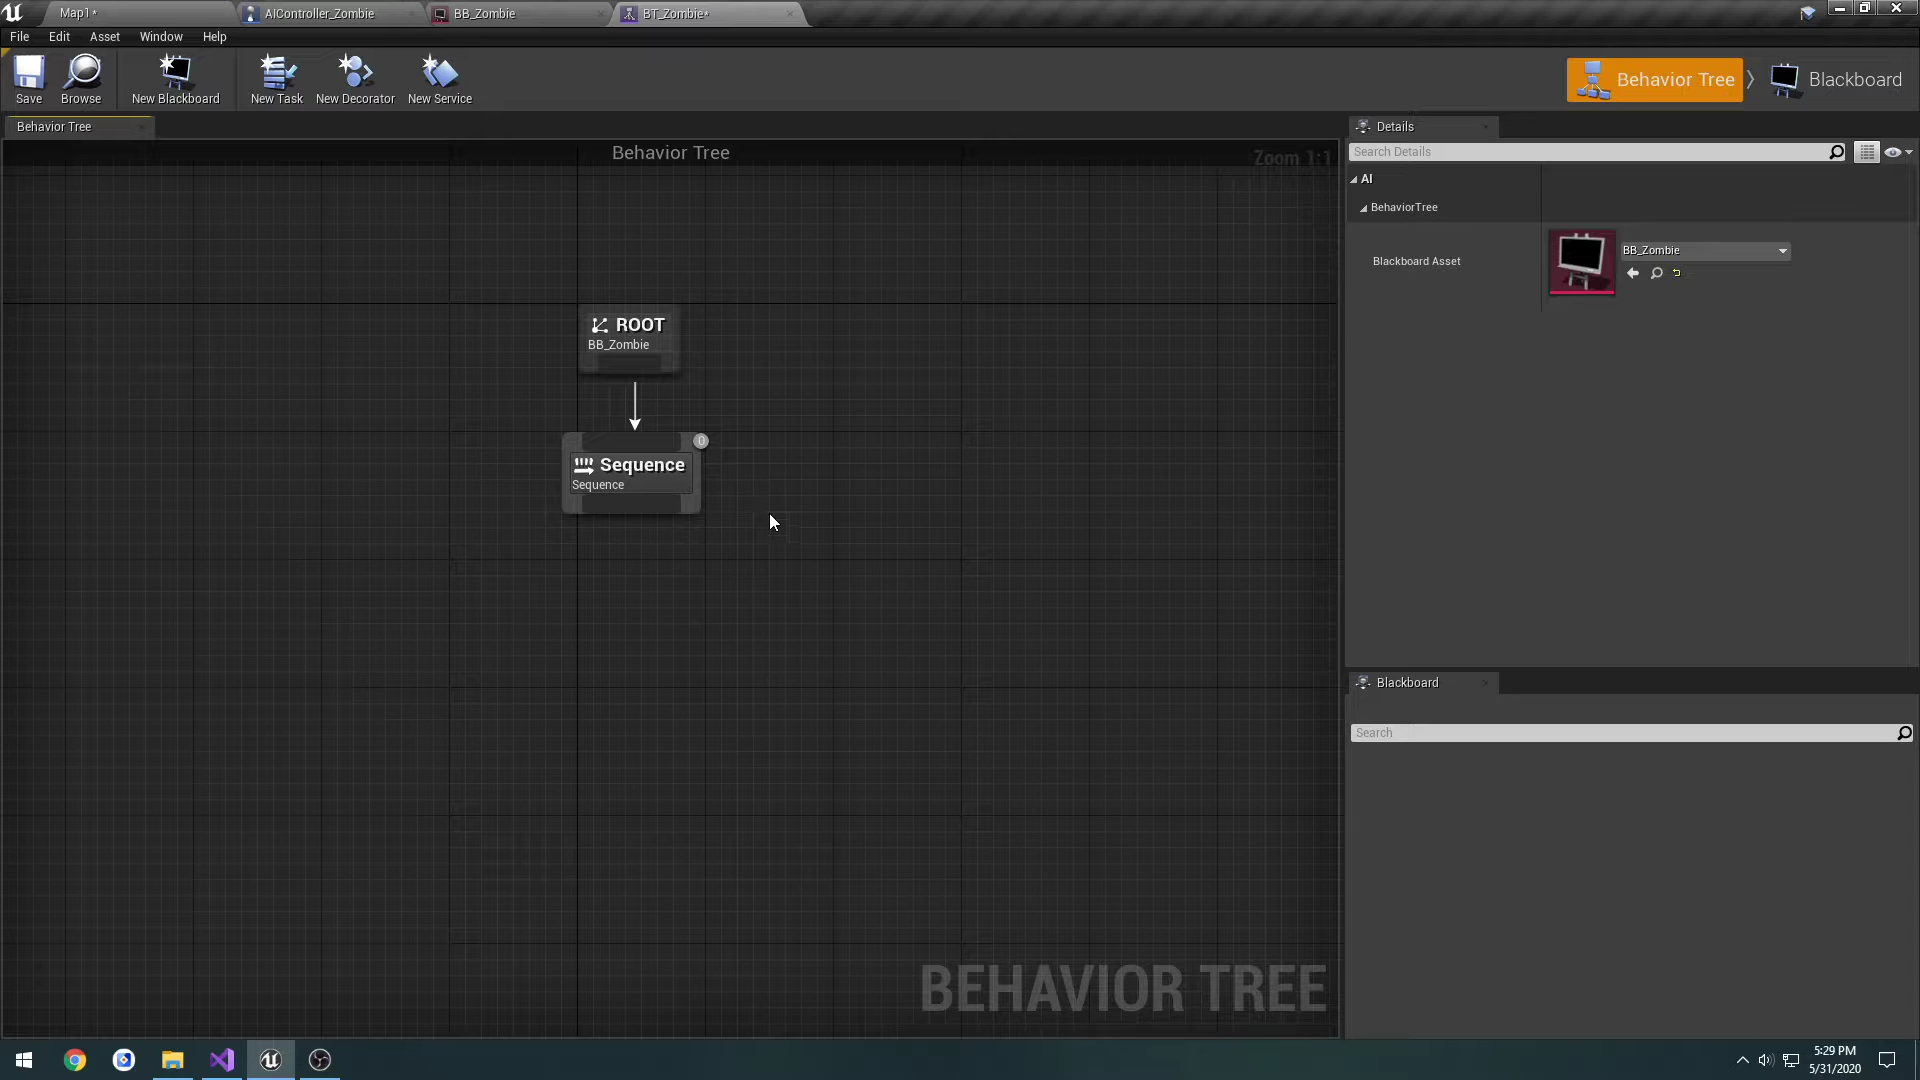 Map1*
AIController_Zombie
BB_Zombie
BT_Zombie*
File Edit Asset Window Help
Save
Browse
New Blackboard
New Task
New Decorator
New Service
Behavior Tree
Blackboard
Behavior Tree
Behavior Tree
Zoom 1:1
ROOT
BB_Zombie
0
Sequence
Sequence
BEHAVIOR TREE
Details
Search Details
AI
BehaviorTree
Blackboard Asset
BB_Zombie
Blackboard
Search
5:29 PM
5/31/2020